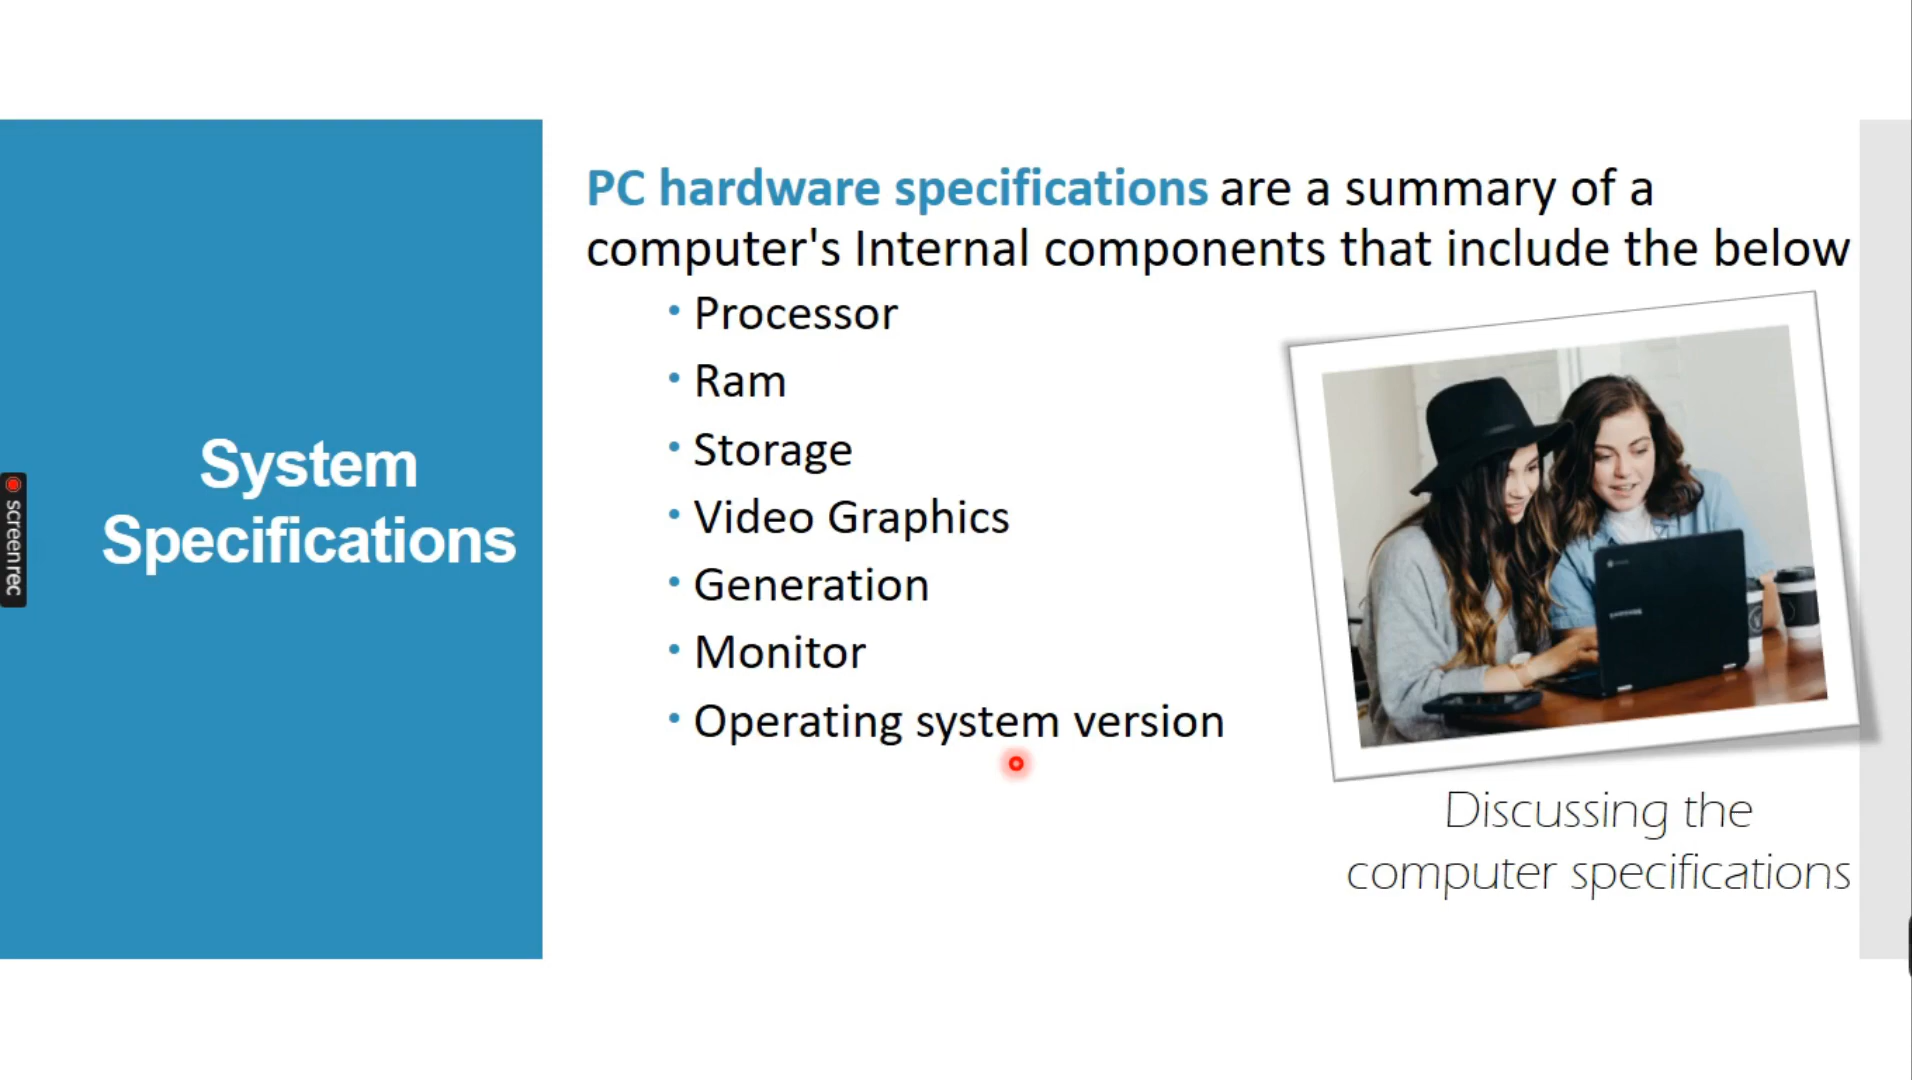 System
Specifications
PC hardware specifications are a summary of a
computer's Internal components that include the below
• Processor
• Ram
• Storage
• Video Graphics
• Generation
• Monitor
• Operating system version
Discussing the
computer specifications
screenrec
SAMSUNG